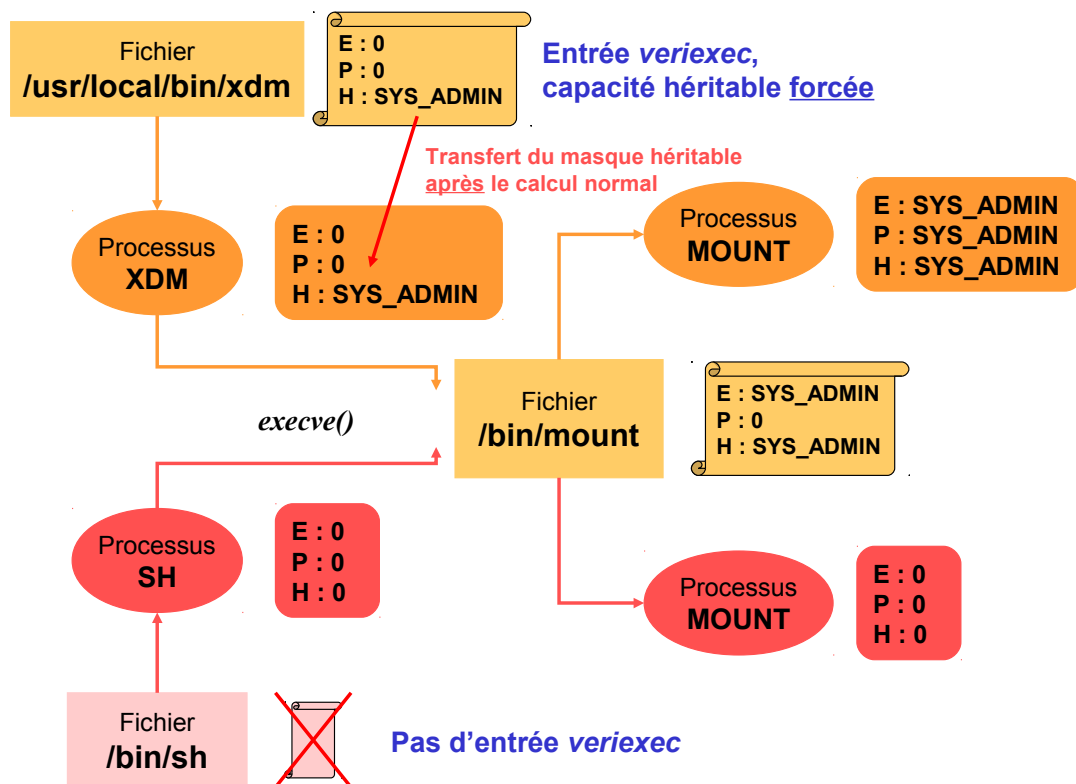 Fichier
/usr/local/bin/xdm
E : 0
P : 0
H : SYS_ADMIN
Entrée veriexec,
capacité héritable forcée
Transfert du masque héritable
après le calcul normal
Processus
XDM
E : 0
P : 0
H : SYS_ADMIN
Processus
MOUNT
E : SYS_ADMIN
P : SYS_ADMIN
H : SYS_ADMIN
execve()
Fichier
/bin/mount
E : SYS_ADMIN
P : 0
H : SYS_ADMIN
Processus
SH
E : 0
P : 0
H : 0
Processus
MOUNT
E : 0
P : 0
H : 0
Fichier
/bin/sh
Pas d’entrée veriexec